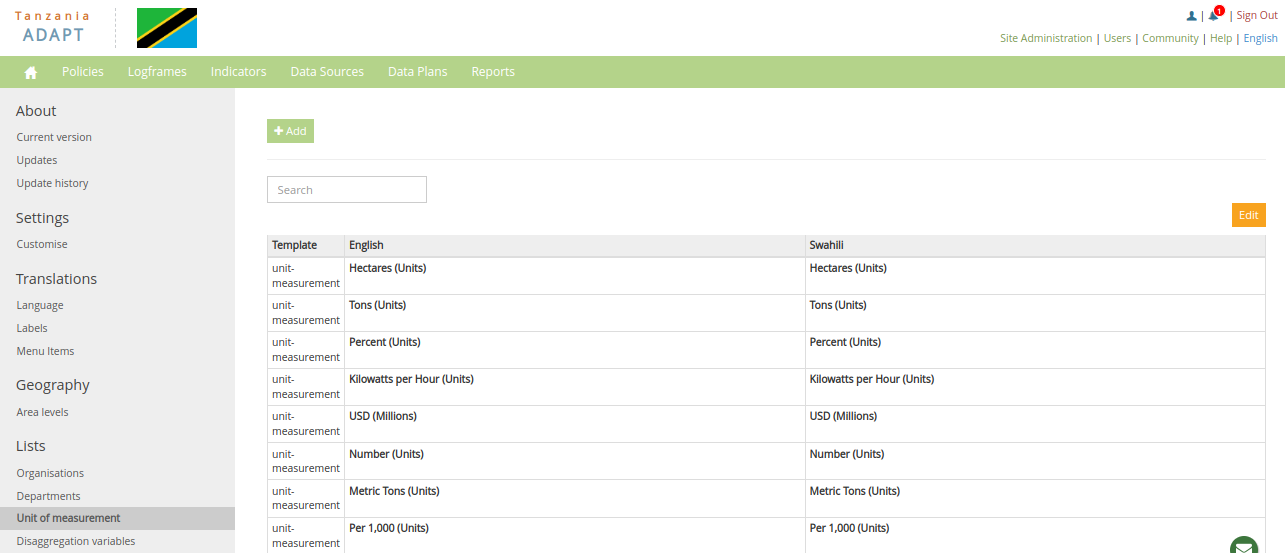 Tanzania
ADAPT
1
| | Sign Out
Site Administration | Users | Community | Help | English
Policies Logframes Indicators Data Sources Data Plans Reports
About
Current version
Updates
Update history
Settings
Customise
Translations
Language
Labels
Menu Items
Geography
Area levels
Lists
Organisations
Departments
Unit of measurement
Disaggregation variables
Add
Search
Edit
Template English Swahili
unit-
measurement
Hectares (Units) Hectares (Units)
unit-
measurement
Tons (Units) Tons (Units)
unit-
measurement
Percent (Units) Percent (Units)
unit-
measurement
Kilowatts per Hour (Units) Kilowatts per Hour (Units)
unit-
measurement
USD (Millions) USD (Millions)
unit-
measurement
Number (Units) Number (Units)
unit-
measurement
Metric Tons (Units) Metric Tons (Units)
unit-
measurement
Per 1,000 (Units) Per 1,000 (Units)